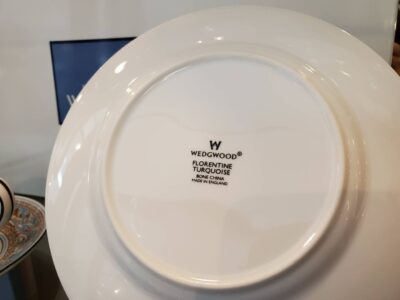 W
WEDGWOOD®
FLORENTINE
TURQUOISE
BONE CHINA
MADE IN ENGLAND